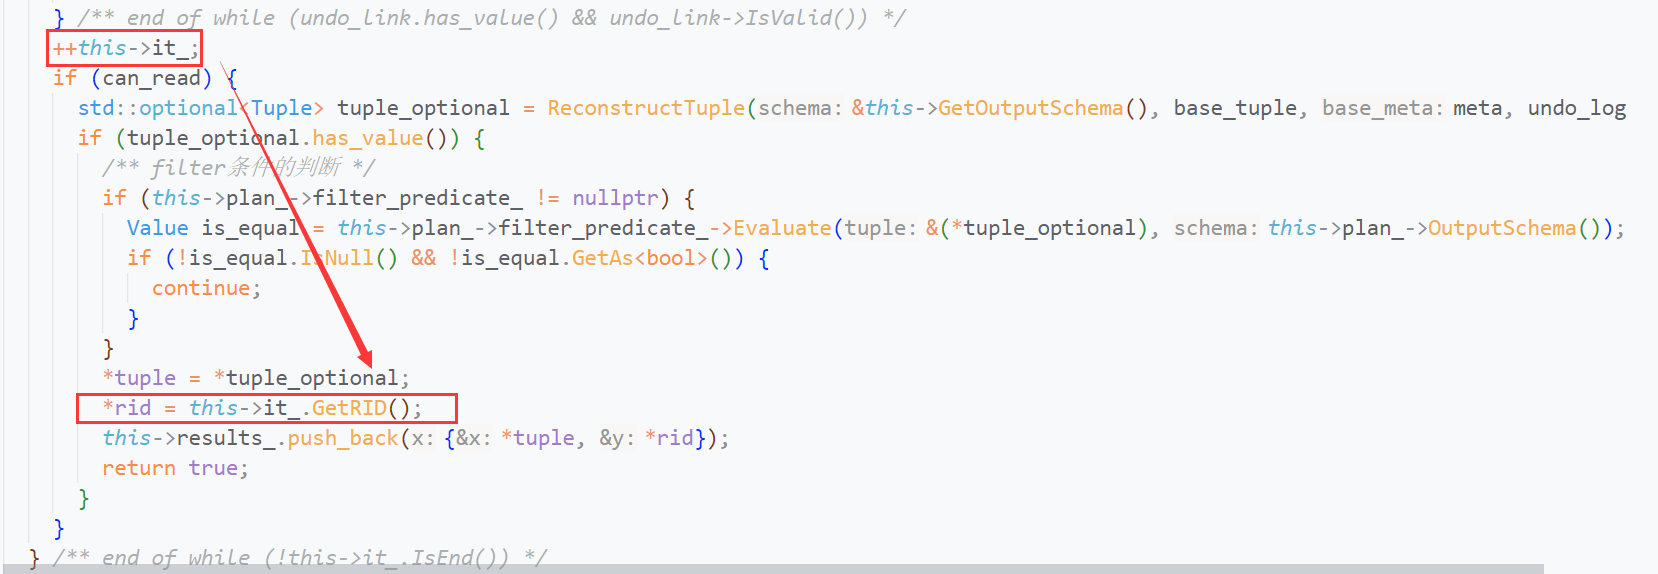 } /** end of while (undo_link.has_value() && undo_link->IsValid()) */
++this->it_;
if (can_read) {
std::optional<Tuple> tuple_optional = ReconstructTuple(schema: &this->GetOutputSchema(), base_tuple, base_meta: meta, undo_log
if (tuple_optional.has_value()) {
/** filter条件的判断 */
if (this->plan_->filter_predicate_ != nullptr) {
Value is_equal = this->plan_->filter_predicate_->Evaluate(tuple: &(*tuple_optional), schema: this->plan_->OutputSchema());
if (!is_equal.IsNull() && !is_equal.GetAs<bool>()) {
continue;
}
}
*tuple = *tuple_optional;
*rid = this->it_.GetRID();
this->results_.push_back(x: {&x: *tuple, &y: *rid});
return true;
}
}
} /** end of while (!this->it_.IsEnd()) */